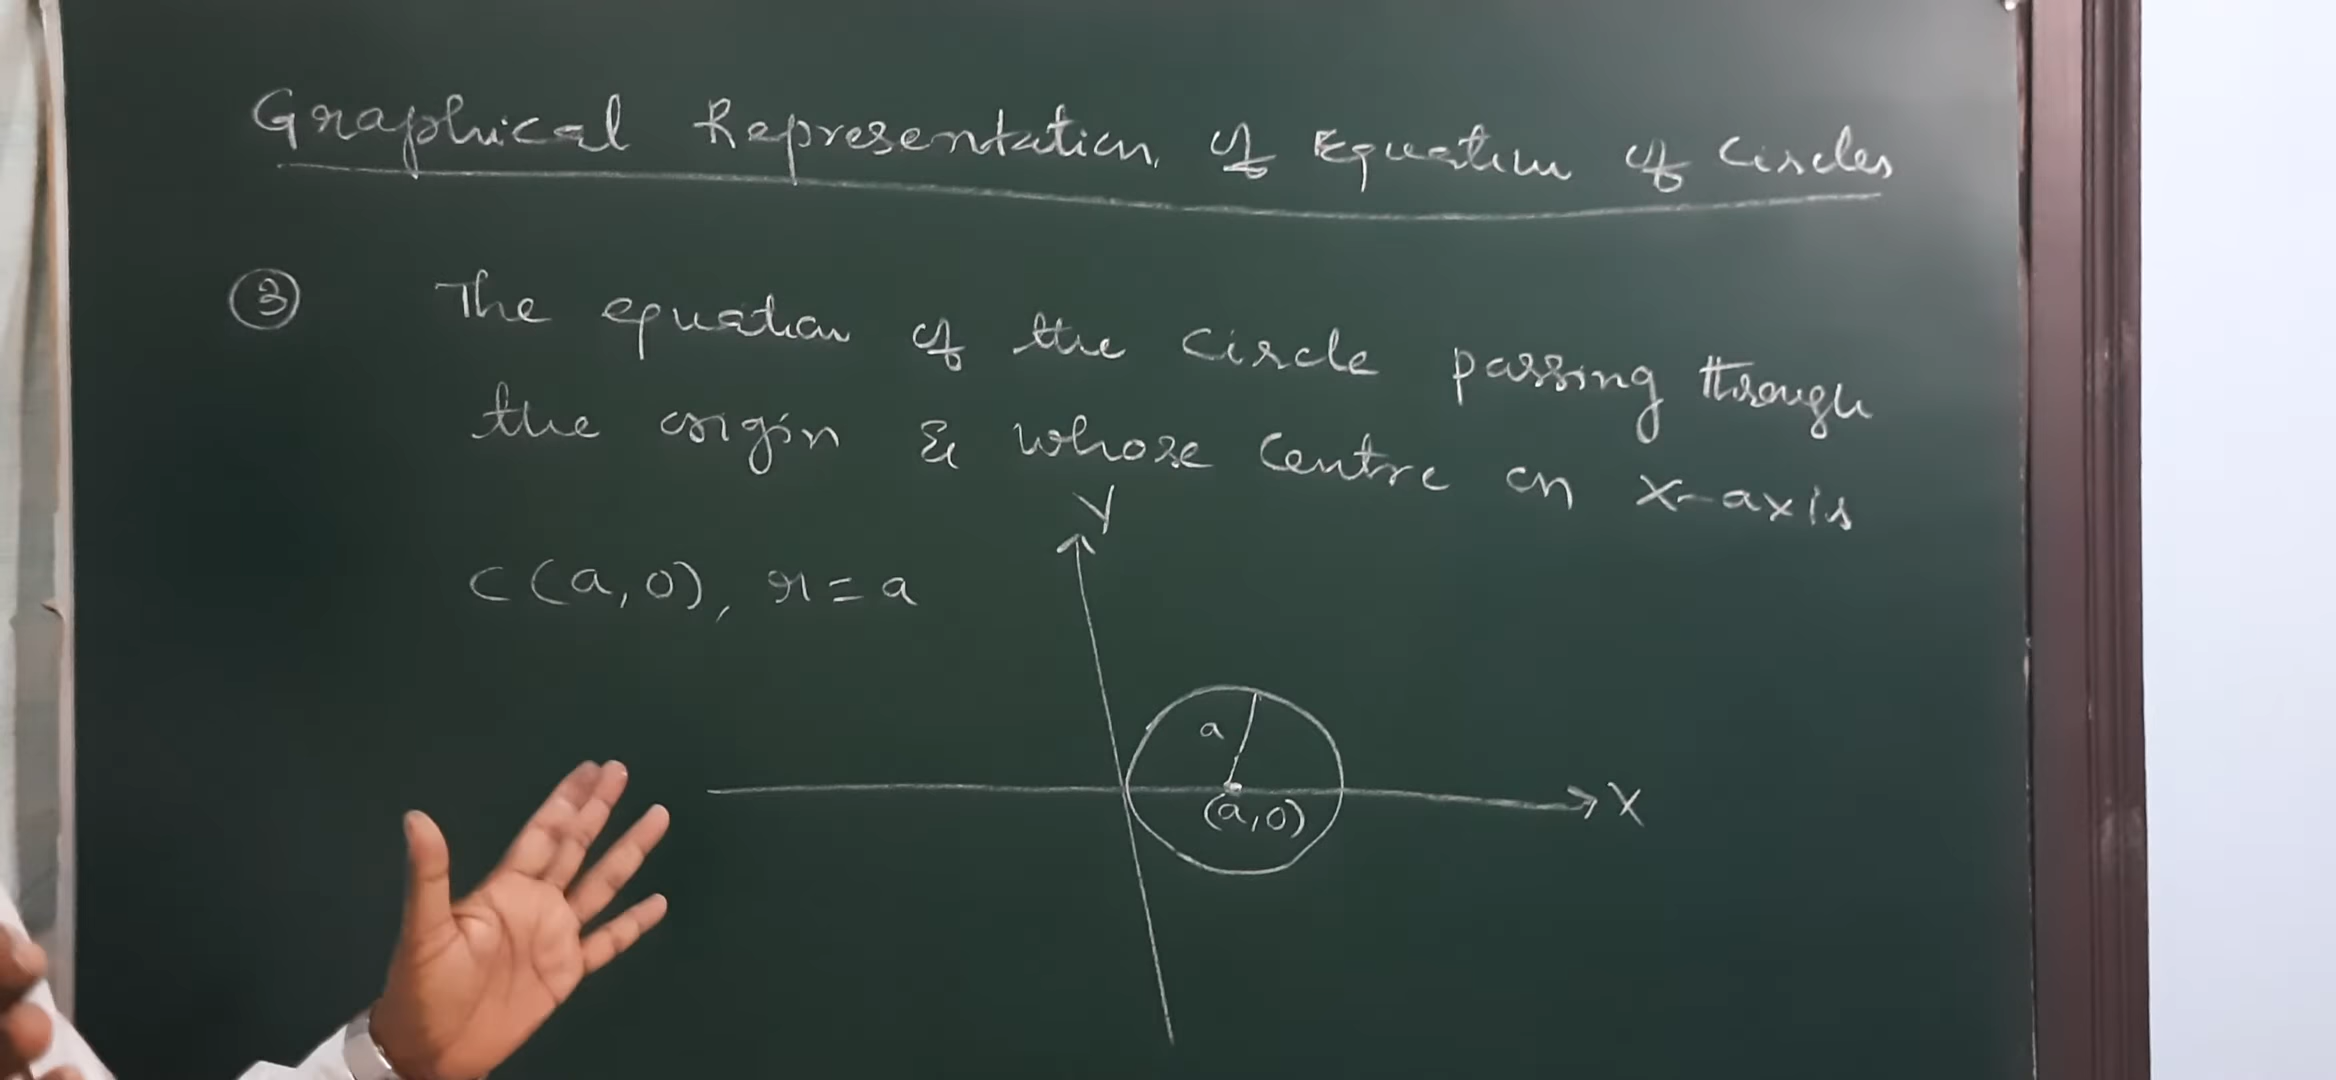 Graphical Representation of Equation of Circles
③ The equation of the circle passing through
the origin & whose centre on X-axis
C(a,0), r=a
Y
a
(a,0)
X